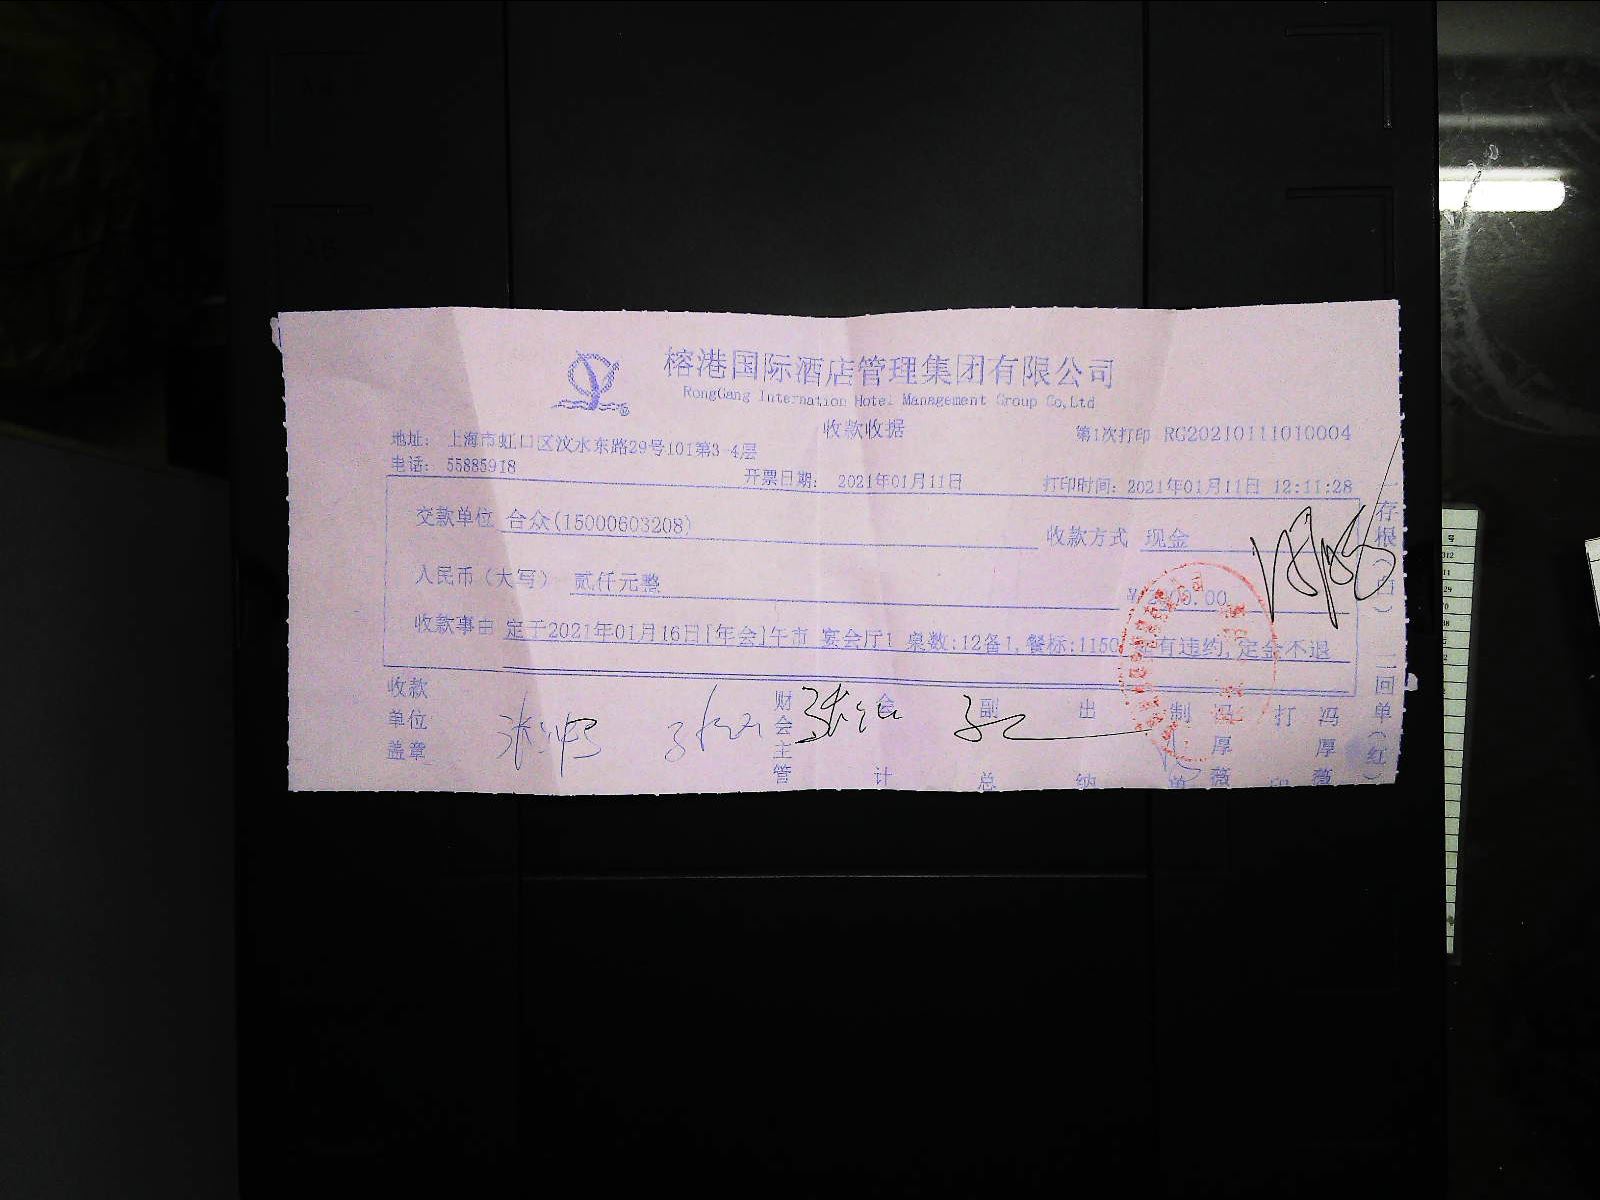 榕港国际酒店管理集团有限公司
RongGang Internation Hotel Management Group Co,Ltd
收款收据
第1次打印 RG20210111010004
地址: 上海市虹口区汶水东路29号101第3-4层
电话: 55885918
开票日期: 2021年01月11日
打印时间: 2021年01月11日 12:11:28
交款单位 合众(15000603208)
收款方式 现金
人民币(大写) 贰仟元整
收款事由 定于2021年01月16日[年会]午市 宴会厅1 桌数:12备1,餐标:1150 有违约,定金不退
收款单位盖章
财会主管
会计
副总
出纳
制单
冯厚薇
打印
冯厚薇
一存根(白) 二回单(红)